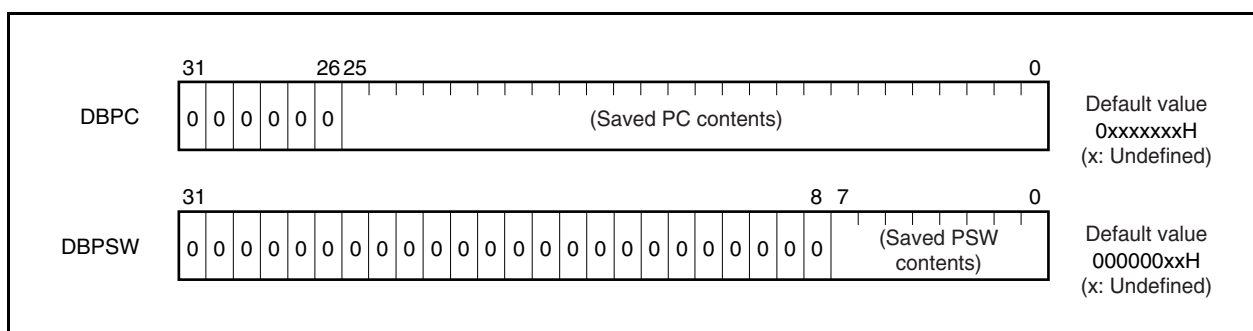 31 26 25 0
DBPC 0 0 0 0 0 0 (Saved PC contents)
Default value
0xxxxxxxH
(x: Undefined)
31 8 7 0
DBPSW 0 0 0 0 0 0 0 0 0 0 0 0 0 0 0 0 0 0 0 0 0 0 0 0 (Saved PSW
contents)
Default value
000000xxH
(x: Undefined)